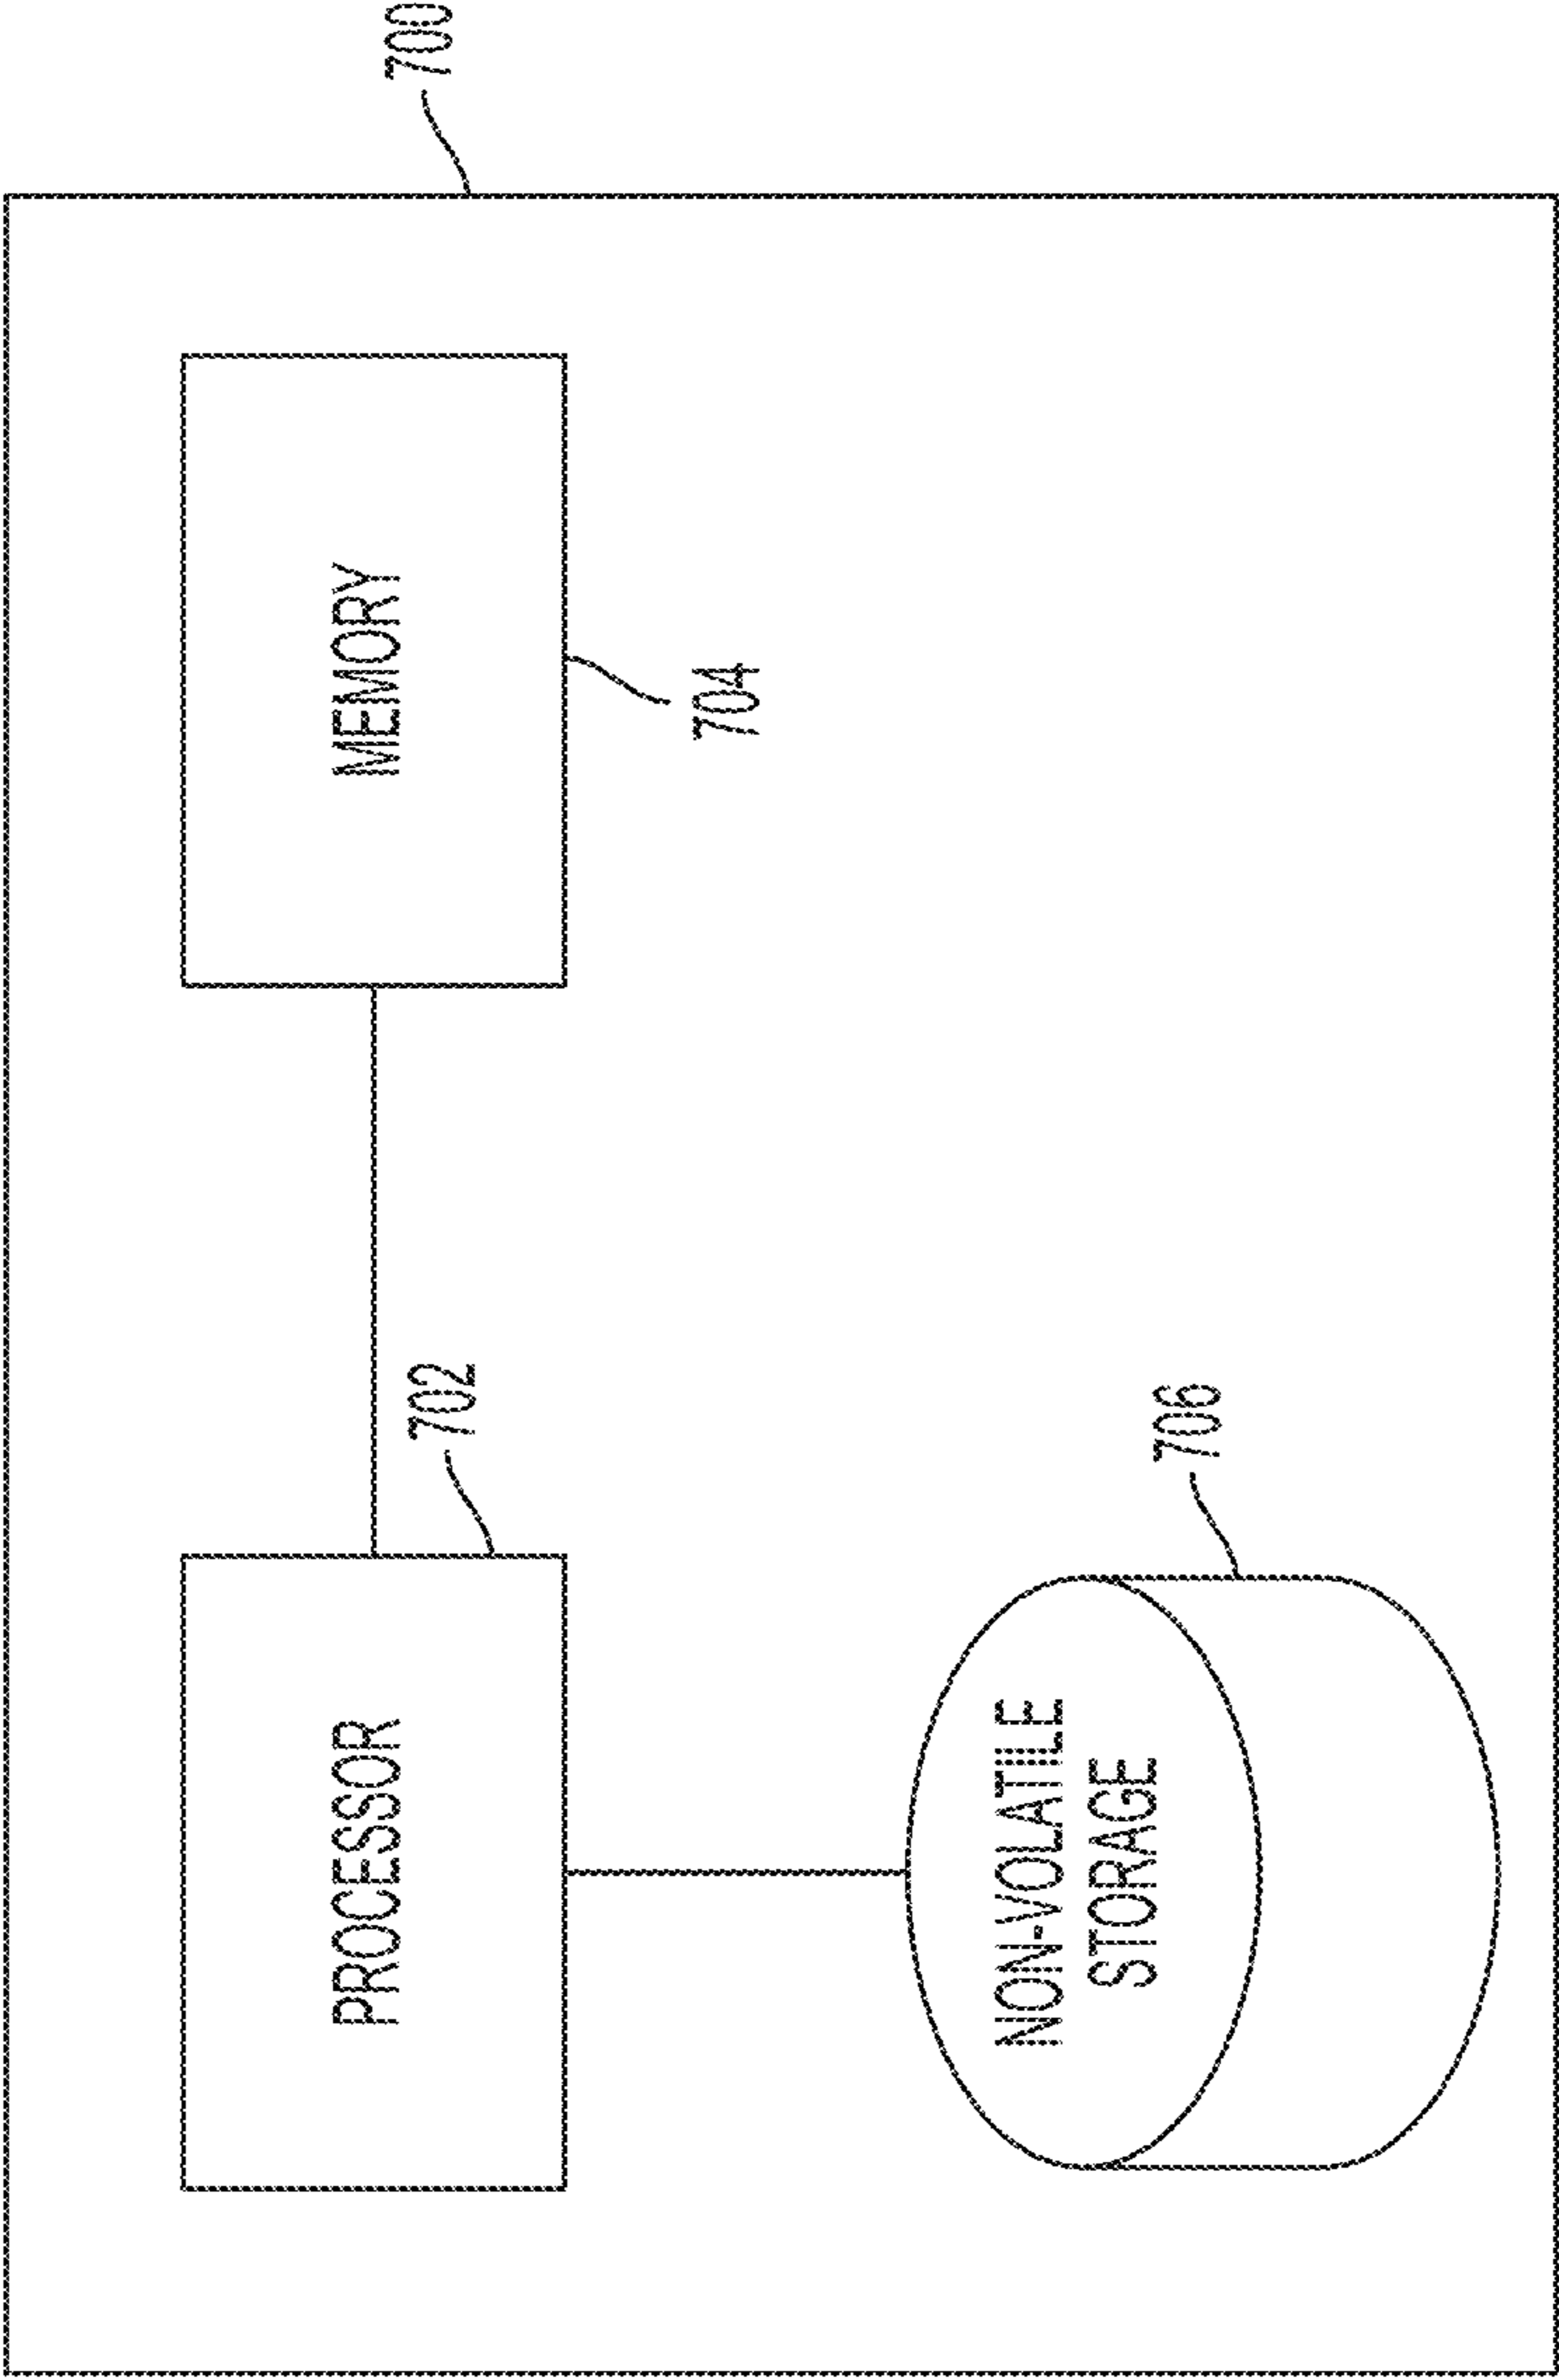 700
PROCESSOR
702
MEMORY
704
NON-VOLATILE
STORAGE
706